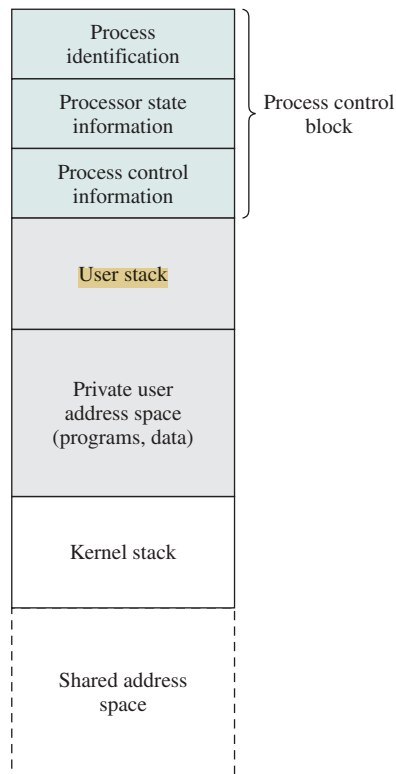 Process
identification
Processor state
information
Process control
block
Process control
information
User stack
Private user
address space
(programs, data)
Kernel stack
Shared address
space